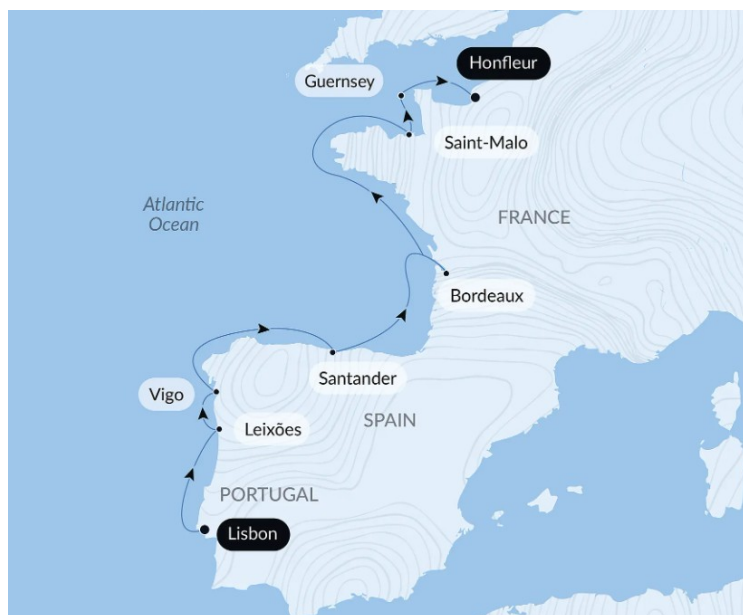 Honfleur
Guernsey
Saint-Malo
Atlantic
Ocean
FRANCE
Bordeaux
Santander
Vigo
SPAIN
Leixões
PORTUGAL
Lisbon